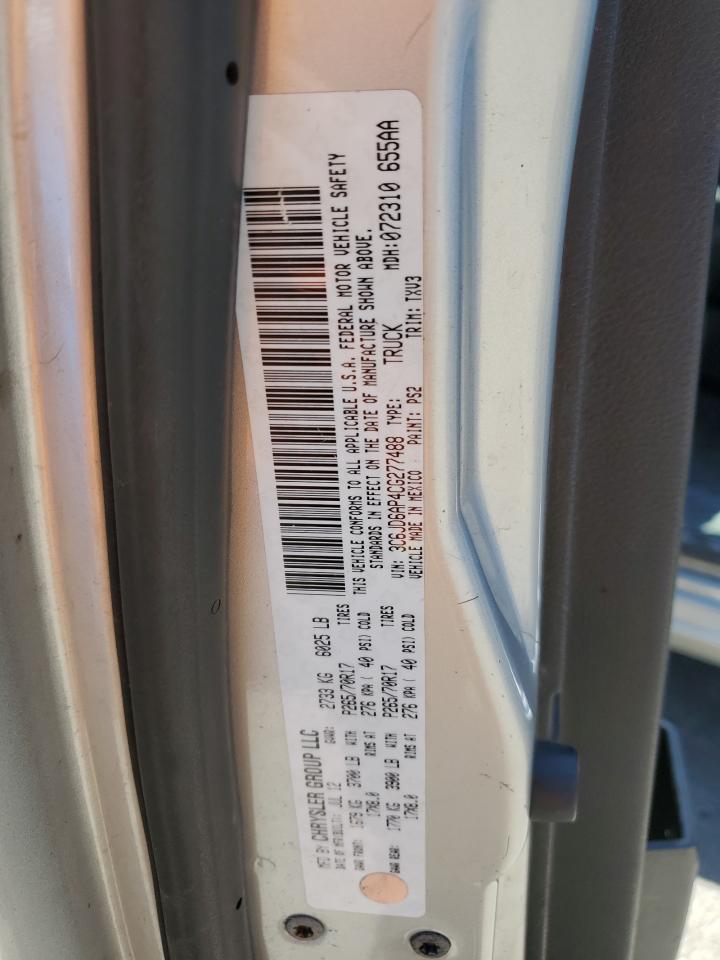 MFD BY CHRYSLER GROUP LLC
DATE OF MFR/BUILT: JUL 12 GVWR: 2733 KG 6025 LB
GAWR FRONT: 1679 KG 3700 LB WITH P265/70R17 TIRES
17X8.0 RIMS AT 276 KPA ( 40 PSI) COLD
GAWR REAR: 1770 KG 3900 LB WITH P265/70R17 TIRES
17X8.0 RIMS AT 276 KPA ( 40 PSI) COLD
THIS VEHICLE CONFORMS TO ALL APPLICABLE U.S.A. FEDERAL MOTOR VEHICLE SAFETY
STANDARDS IN EFFECT ON THE DATE OF MANUFACTURE SHOWN ABOVE.
VIN: 3C6JD6AP4CG277488 TYPE: TRUCK MDH:072310 655AA
VEHICLE MADE IN MEXICO PAINT: PS2 TRIM: TXV3